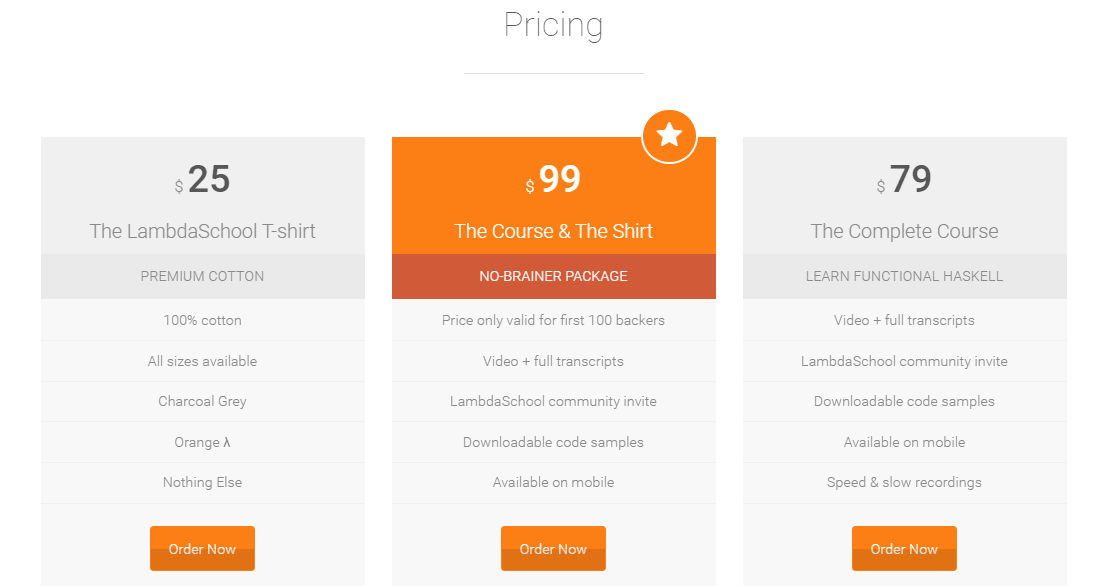 Pricing
$ 25
The LambdaSchool T-shirt
PREMIUM COTTON
100% cotton
All sizes available
Charcoal Grey
Orange λ
Nothing Else
Order Now
$ 99
The Course & The Shirt
NO-BRAINER PACKAGE
Price only valid for first 100 backers
Video + full transcripts
LambdaSchool community invite
Downloadable code samples
Available on mobile
Order Now
$ 79
The Complete Course
LEARN FUNCTIONAL HASKELL
Video + full transcripts
LambdaSchool community invite
Downloadable code samples
Available on mobile
Speed & slow recordings
Order Now